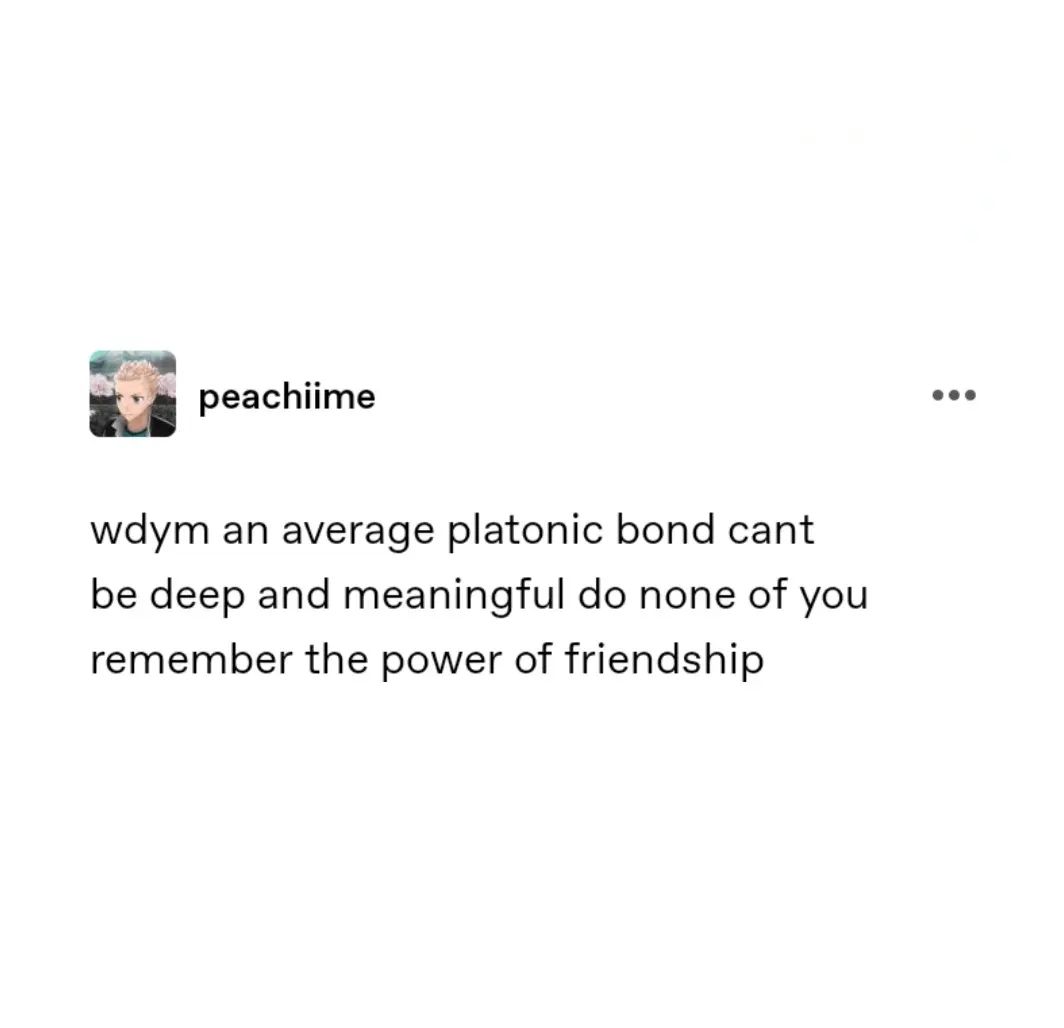 peachiime
wdym an average platonic bond cant
be deep and meaningful do none of you
remember the power of friendship